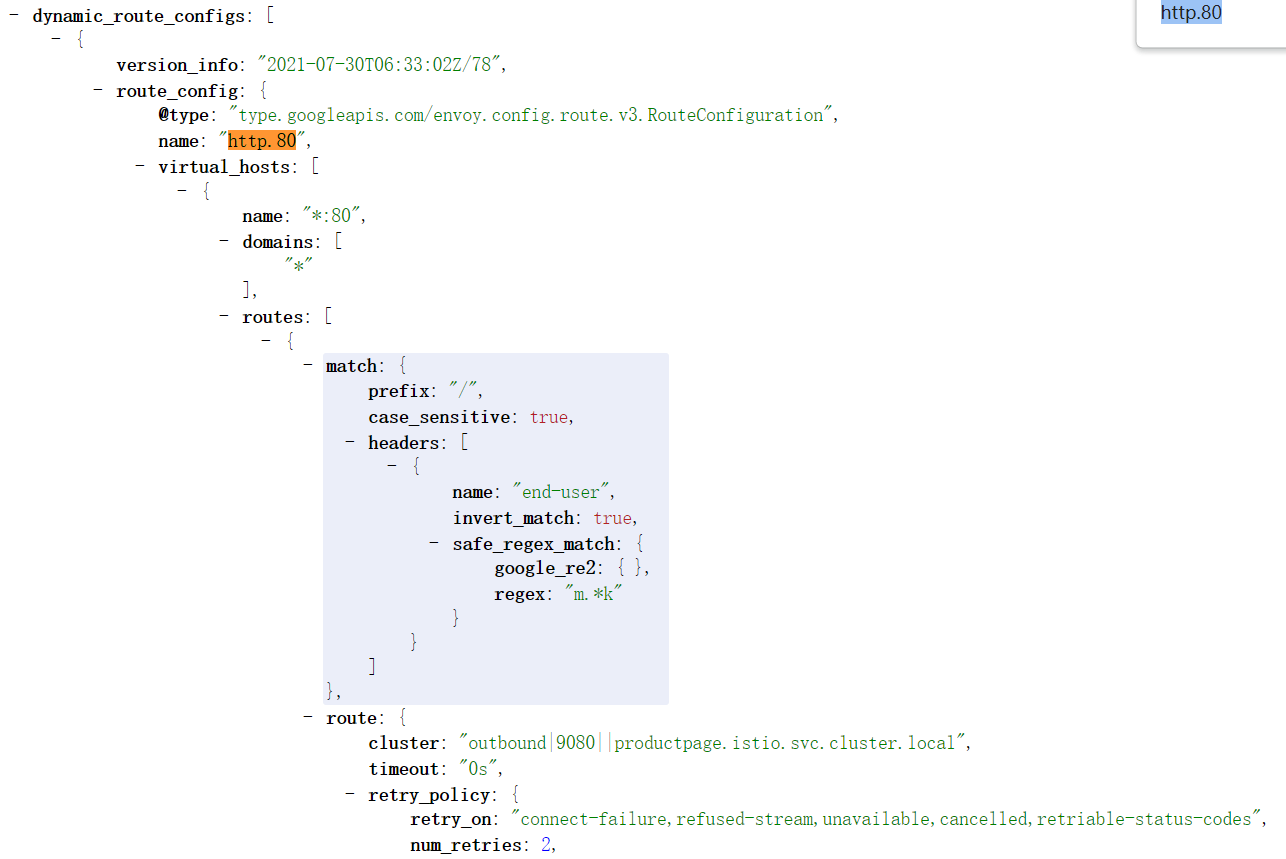 - dynamic_route_configs: [
http.80
- {
version_info: "2021-07-30T06:33:02Z/78",
- route_config: {
@type: "type.googleapis.com/envoy.config.route.v3.RouteConfiguration",
name: "http.80",
- virtual_hosts: [
- {
name: "*:80",
- domains: [
"*"
],
- routes: [
- {
- match: {
prefix: "/",
case_sensitive: true,
- headers: [
- {
name: "end-user",
invert_match: true,
- safe_regex_match: {
google_re2: { },
regex: "m.*k"
}
}
]
},
- route: {
cluster: "outbound|9080||productpage.istio.svc.cluster.local",
timeout: "0s",
- retry_policy: {
retry_on: "connect-failure,refused-stream,unavailable,cancelled,retriable-status-codes",
num_retries: 2,